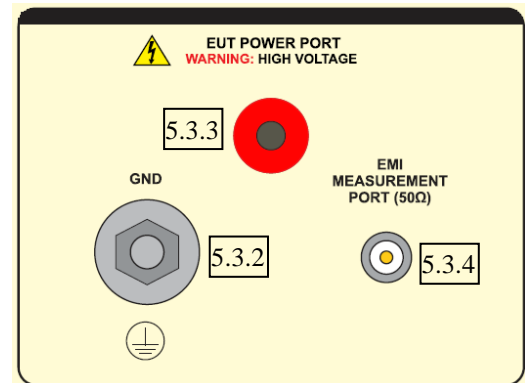 EUT POWER PORT
WARNING: HIGH VOLTAGE
5.3.3
EMI
MEASUREMENT
PORT (50Ω)
GND
5.3.2
5.3.4